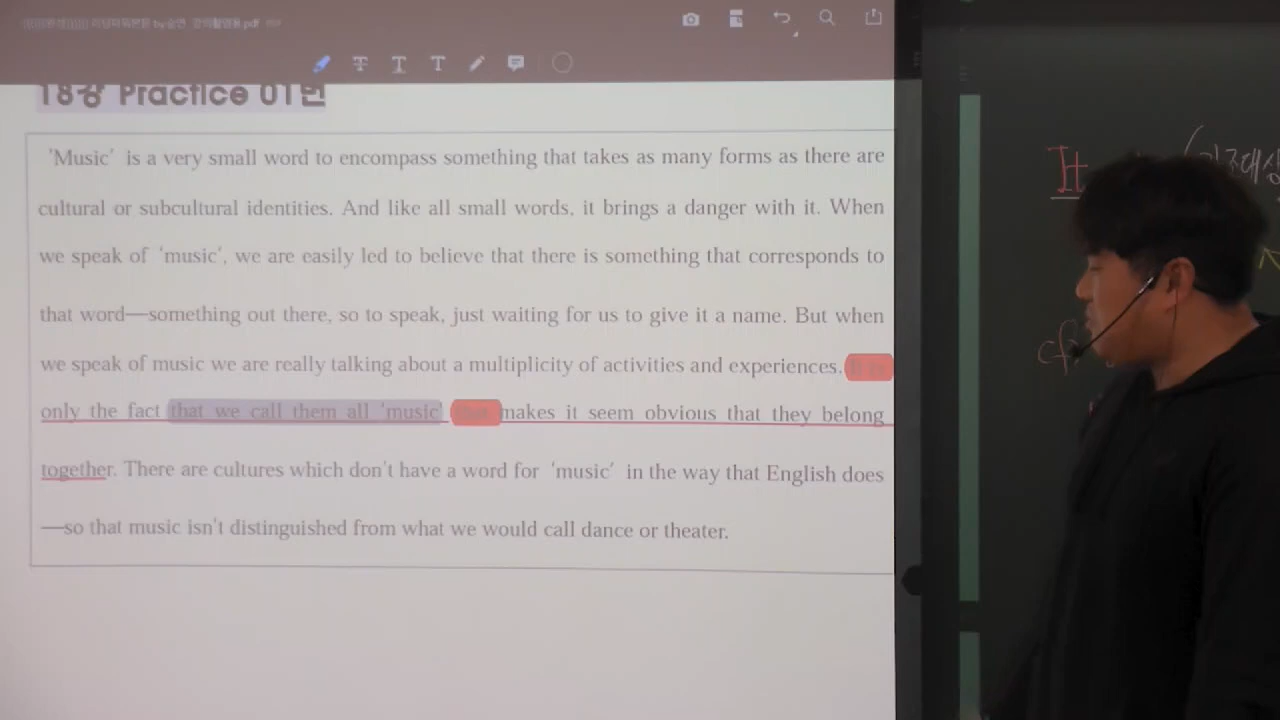 18강 Practice 01번
'Music' is a very small word to encompass something that takes as many forms as there are
cultural or subcultural identities. And like all small words, it brings a danger with it. When
we speak of 'music', we are easily led to believe that there is something that corresponds to
that word—something out there, so to speak, just waiting for us to give it a name. But when
we speak of music we are really talking about a multiplicity of activities and experiences. It is
only the fact that we call them all 'music' that makes it seem obvious that they belong
together. There are cultures which don't have a word for 'music' in the way that English does
—so that music isn't distinguished from what we would call dance or theater.
It
cf)